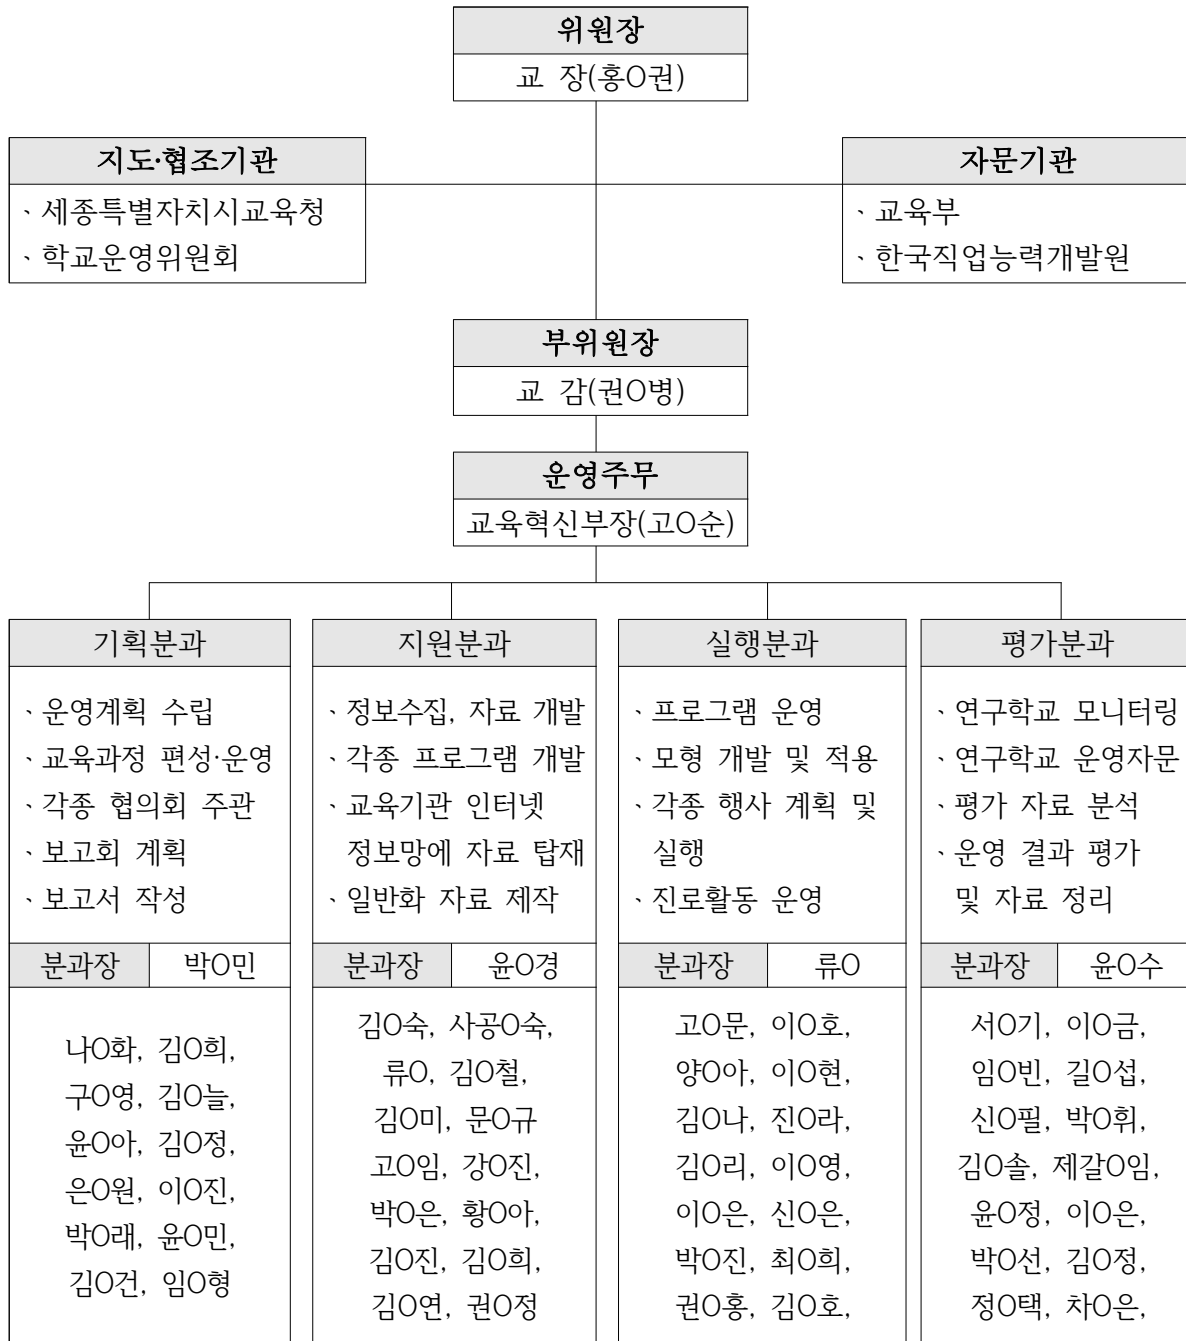 위원장
교 장(홍O권)
지도·협조기관
、세종특별자치시교육청
、학교운영위원회
자문기관
、교육부
、한국직업능력개발원
부위원장
교 감(권O병)
운영주무
교육혁신부장(고O순)
기획분과
、운영계획 수립
、교육과정 편성·운영
、각종 협의회 주관
、보고회 계획
、보고서 작성
분과장 박O민
나O화, 김O희,
구O영, 김O늘,
윤O아, 김O정,
은O원, 이O진,
박O래, 윤O민,
김O건, 임O형
지원분과
、정보수집, 자료 개발
、각종 프로그램 개발
、교육기관 인터넷
정보망에 자료 탑재
、일반화 자료 제작
분과장 윤O경
김O숙, 사공O숙,
류O, 김O철,
김O미, 문O규
고O임, 강O진,
박O은, 황O아,
김O진, 김O희,
김O연, 권O정
실행분과
、프로그램 운영
、모형 개발 및 적용
、각종 행사 계획 및
실행
、진로활동 운영
분과장 류O
고O문, 이O호,
양O아, 이O현,
김O나, 진O라,
김O리, 이O영,
이O은, 신O은,
박O진, 최O희,
권O홍, 김O호,
평가분과
、연구학교 모니터링
、연구학교 운영자문
、평가 자료 분석
、운영 결과 평가
및 자료 정리
분과장 윤O수
서O기, 이O금,
임O빈, 길O섭,
신O필, 박O휘,
김O솔, 제갈O임,
윤O정, 이O은,
박O선, 김O정,
정O택, 차O은,